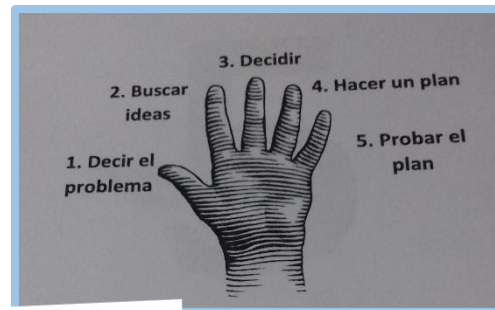 1. Decir el
problema
2. Buscar
ideas
3. Decidir
4. Hacer un plan
5. Probar el
plan